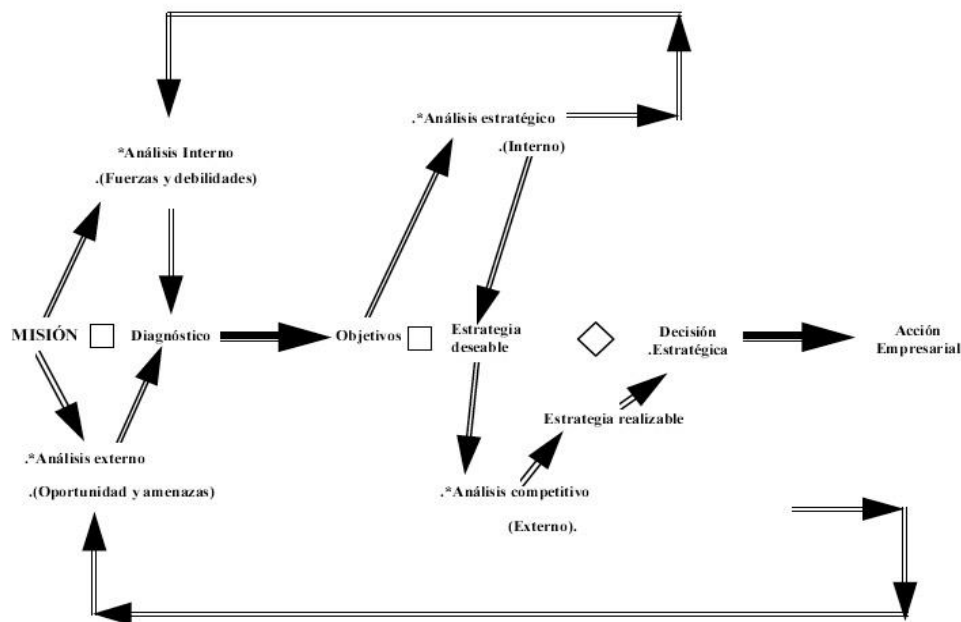 .*Análisis estratégico
.(Interno)
*Análisis Interno
.(Fuerzas y debilidades)
MISIÓN
Diagnóstico
Objetivos
Estrategia
deseable
Decisión
.Estratégica
Acción
Empresarial
Estrategia realizable
.*Análisis externo
.(Oportunidad y amenazas)
.*Análisis competitivo
(Externo).